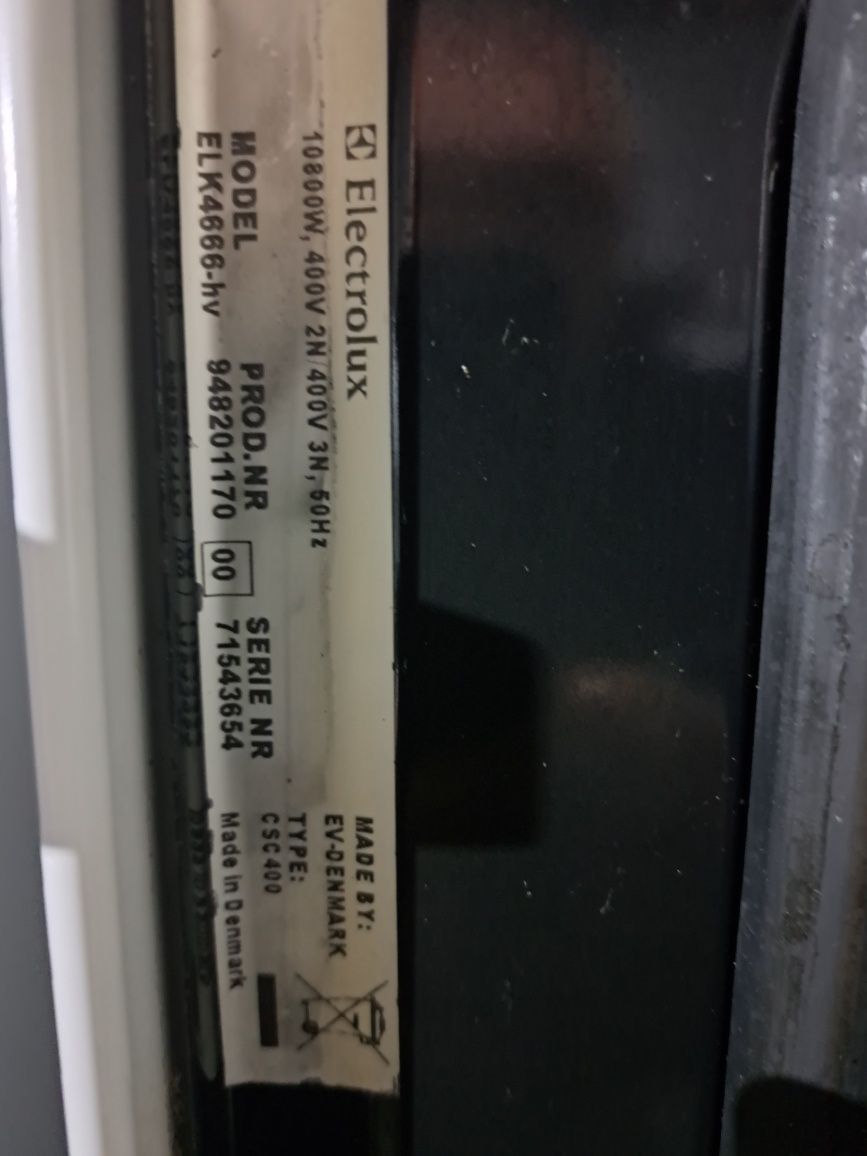 Electrolux
10800W, 400V 2N/400V 3N, 50Hz
MODEL PROD.NR SERIE NR
ELK4666-hv 948201170 00 71543654
MADE BY:
EV-DENMARK
TYPE:
CSC400
Made in Denmark